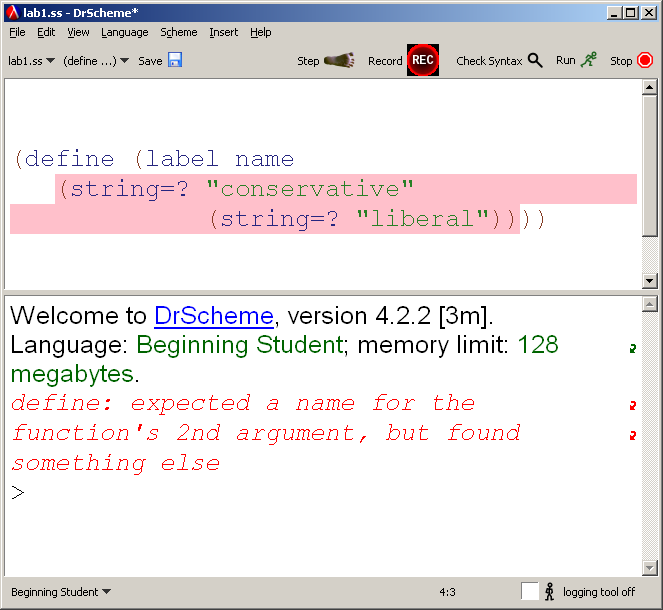 lab1.ss - DrScheme*
File Edit View Language Scheme Insert Help
lab1.ss (define ...) Save Step Record REC Check Syntax Run Stop
(define (label name
(string=? "conservative"
(string=? "liberal"))))
Welcome to DrScheme, version 4.2.2 [3m].
Language: Beginning Student; memory limit: 128
megabytes.
define: expected a name for the
function's 2nd argument, but found
something else
>
Beginning Student 4:3 logging tool off